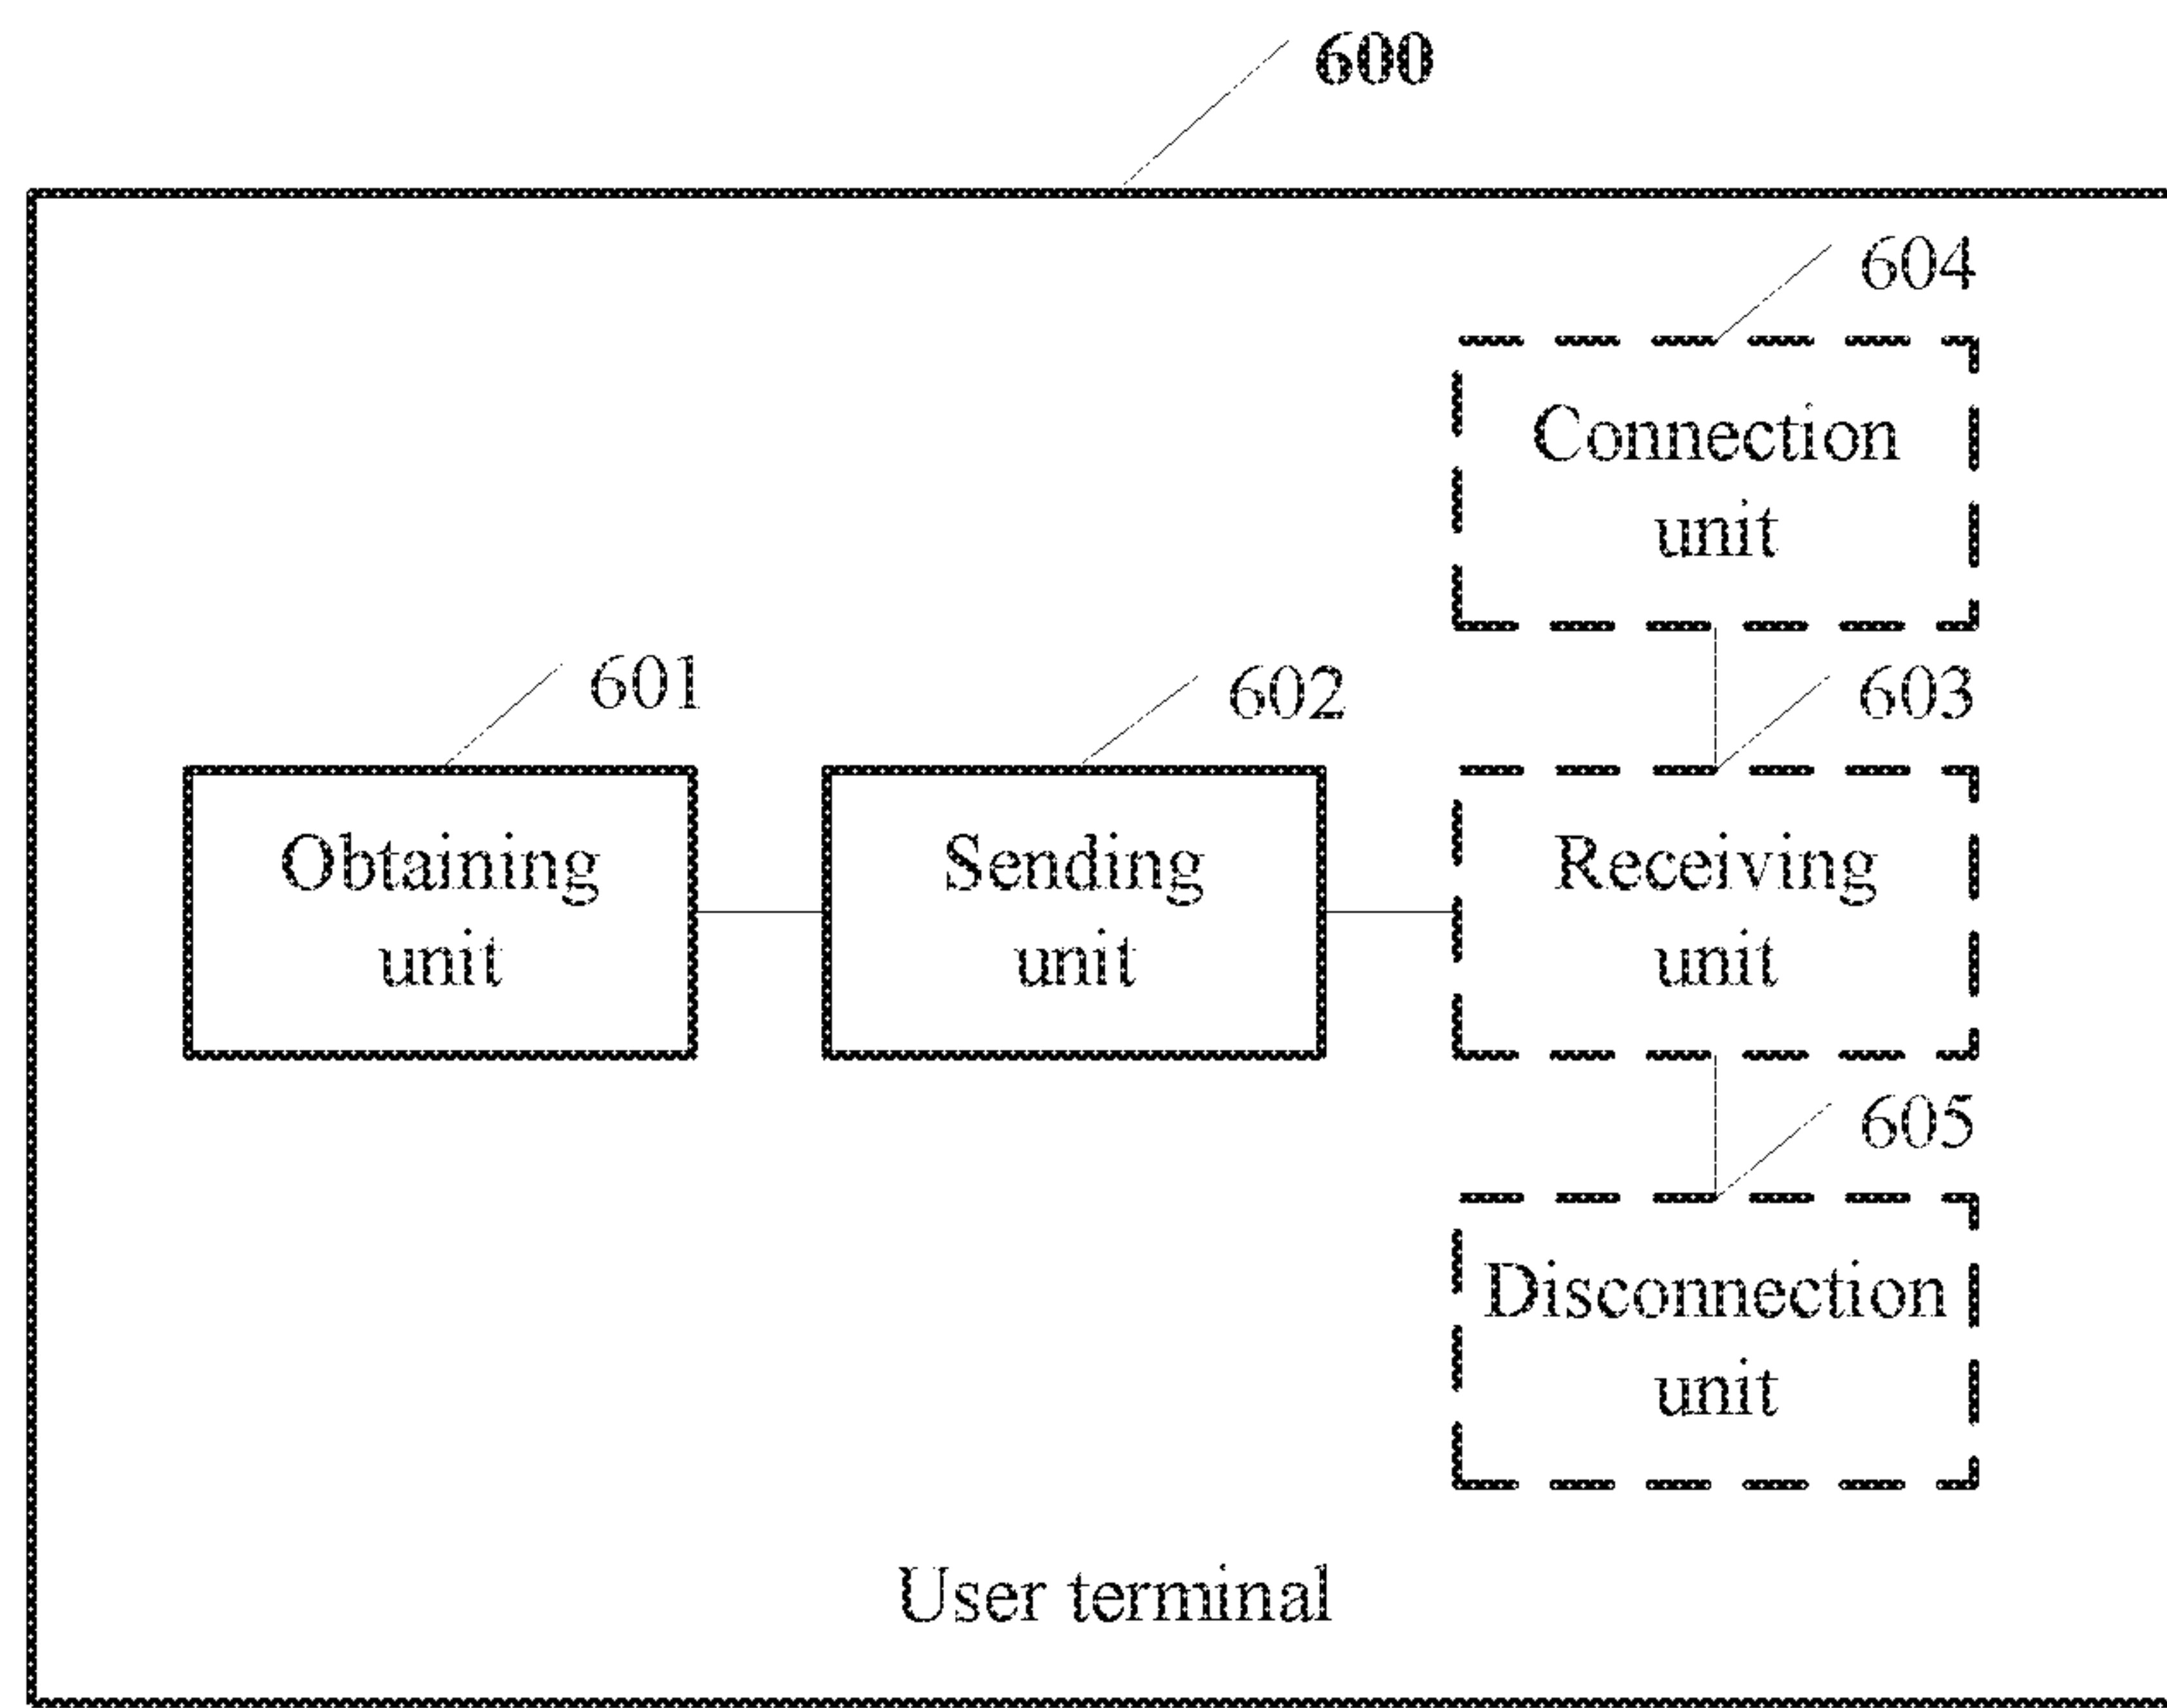 600
604
Connection
unit
601
602
603
Obtaining
unit
Sending
unit
Receiving
unit
605
Disconnection
unit
User terminal